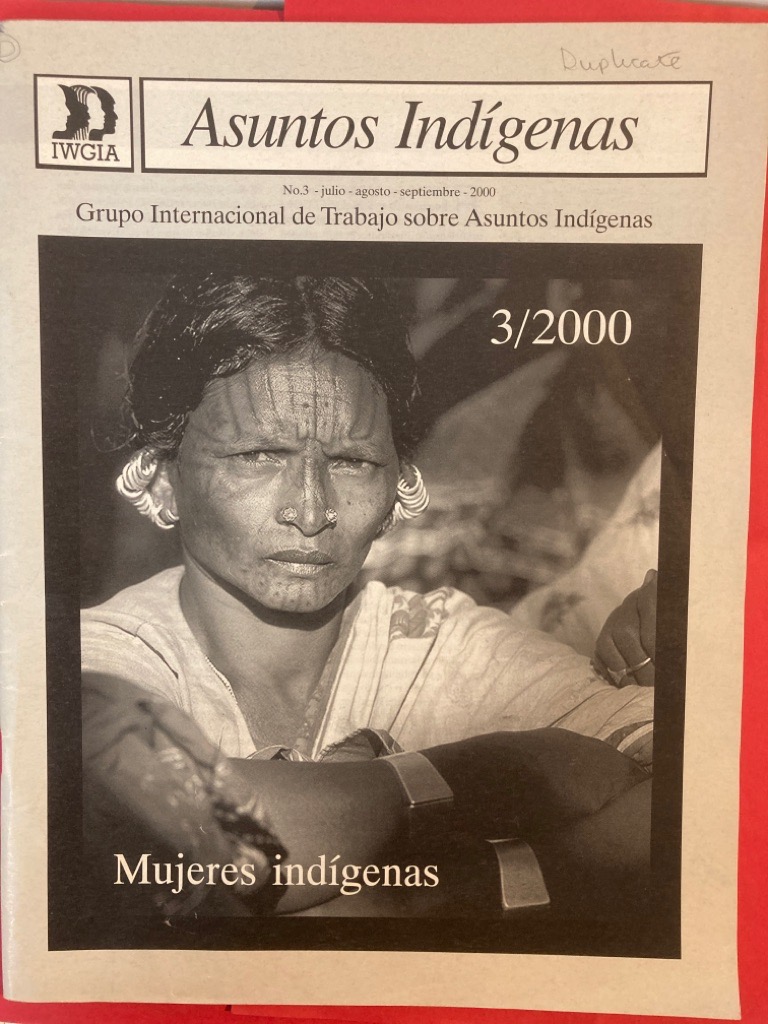 Duplicate
IWGIA
Asuntos Indígenas
No.3 - julio - agosto - septiembre - 2000
Grupo Internacional de Trabajo sobre Asuntos Indígenas
3/2000
Mujeres indígenas